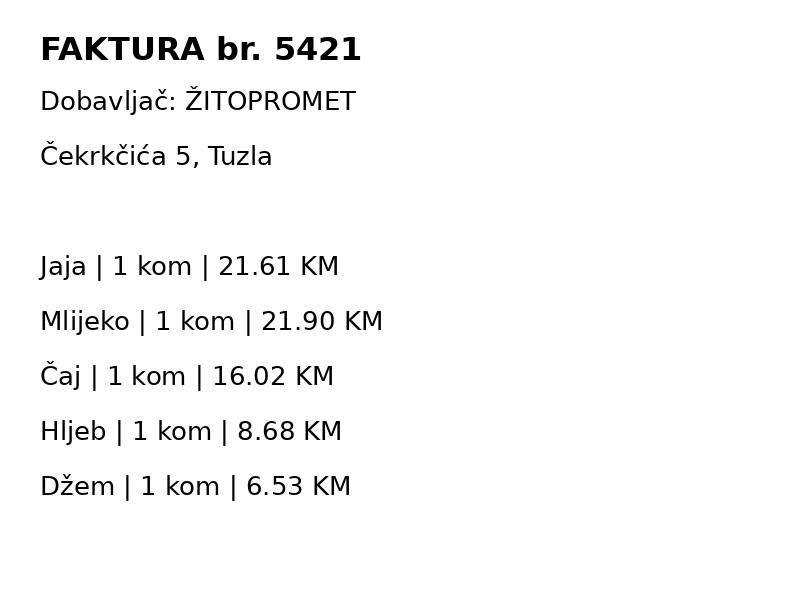 FAKTURA br. 5421
Dobavljač: ŽITOPROMET
Čekrkčića 5, Tuzla
Jaja | 1 kom | 21.61 KM
Mlijeko | 1 kom | 21.90 KM
Čaj | 1 kom | 16.02 KM
Hljeb | 1 kom | 8.68 KM
Džem | 1 kom | 6.53 KM